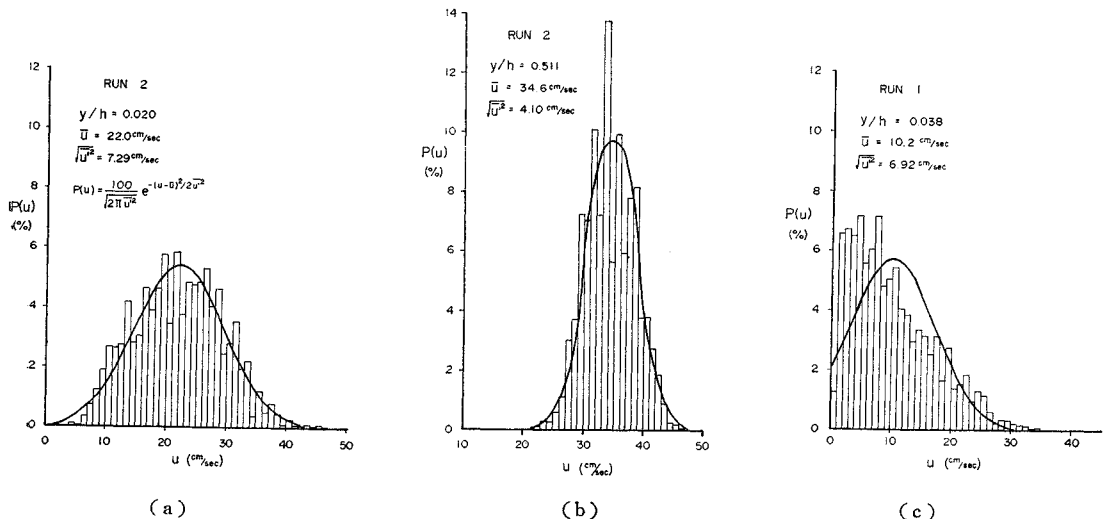 RUN 2
y/h = 0.020
u̅ = 22.0 cm/sec
√u'² = 7.29 cm/sec
P(u) = 100/√2πu'² e^-(u-u̅)²/2u'²
P(u)
(%)
12
10
8
6
4
2
0
0 10 20 30 40 50
u (cm/sec)
(a)
RUN 2
y/h = 0.511
u̅ = 34.6 cm/sec
√u'² = 4.10 cm/sec
P(u)
(%)
14
12
10
8
6
4
2
0
10 20 30 40 50
u (cm/sec)
(b)
RUN 1
y/h = 0.038
u̅ = 10.2 cm/sec
√u'² = 6.92 cm/sec
P(u)
(%)
12
10
8
6
4
2
0
0 10 20 30 40
u (cm/sec)
(c)